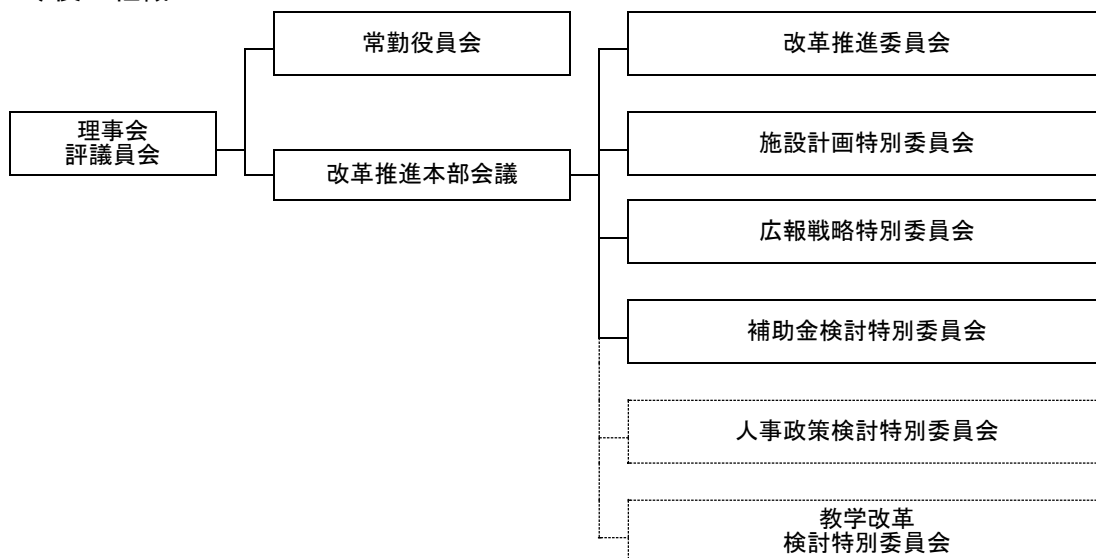 常勤役員会
改革推進委員会
理事会
評議員会
施設計画特別委員会
改革推進本部会議
広報戦略特別委員会
補助金検討特別委員会
人事政策検討特別委員会
教学改革
検討特別委員会